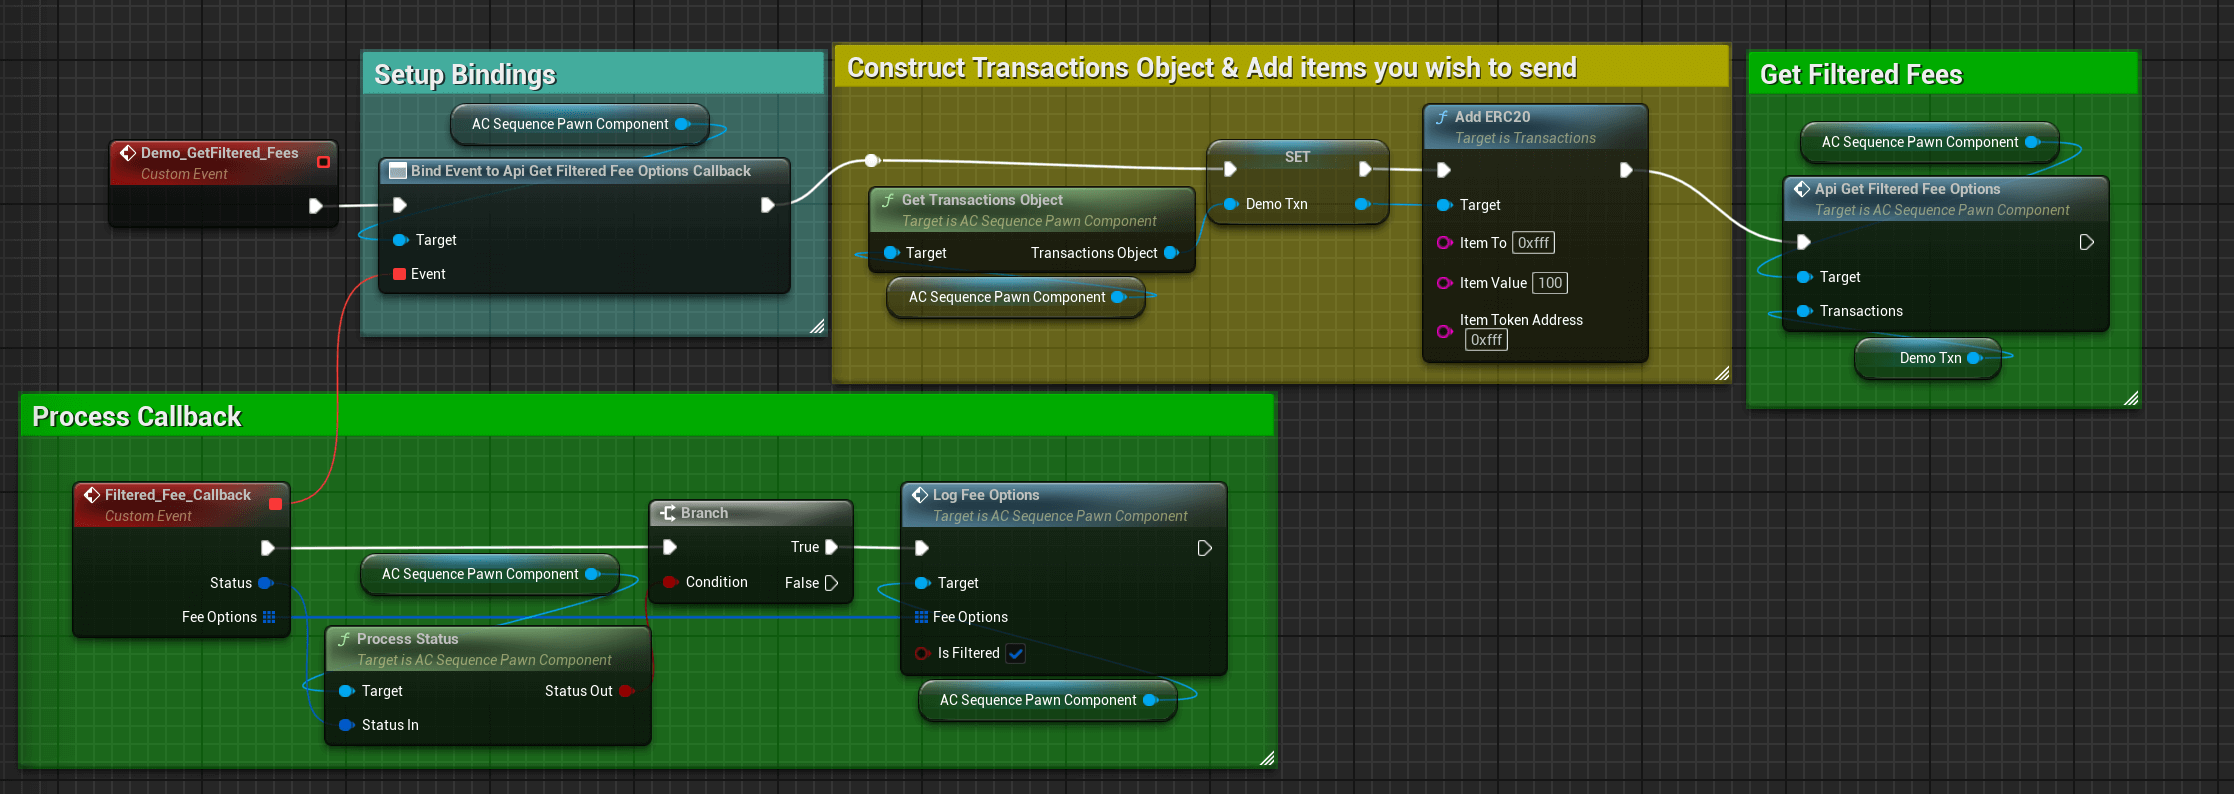 Demo_GetFiltered_Fees
Custom Event
Setup Bindings
AC Sequence Pawn Component
Bind Event to Api Get Filtered Fee Options Callback
Target
Event
Construct Transactions Object & Add items you wish to send
Get Transactions Object
Target is AC Sequence Pawn Component
Target Transactions Object
AC Sequence Pawn Component
SET
Demo Txn
Add ERC20
Target is Transactions
Target
Item To 0xfff
Item Value 100
Item Token Address
0xfff
Get Filtered Fees
AC Sequence Pawn Component
Api Get Filtered Fee Options
Target is AC Sequence Pawn Component
Target
Transactions
Demo Txn
Process Callback
Filtered_Fee_Callback
Custom Event
Status
Fee Options
AC Sequence Pawn Component
Process Status
Target is AC Sequence Pawn Component
Target Status Out
Status In
Branch
True
Condition False
Log Fee Options
Target is AC Sequence Pawn Component
Target
Fee Options
Is Filtered
AC Sequence Pawn Component